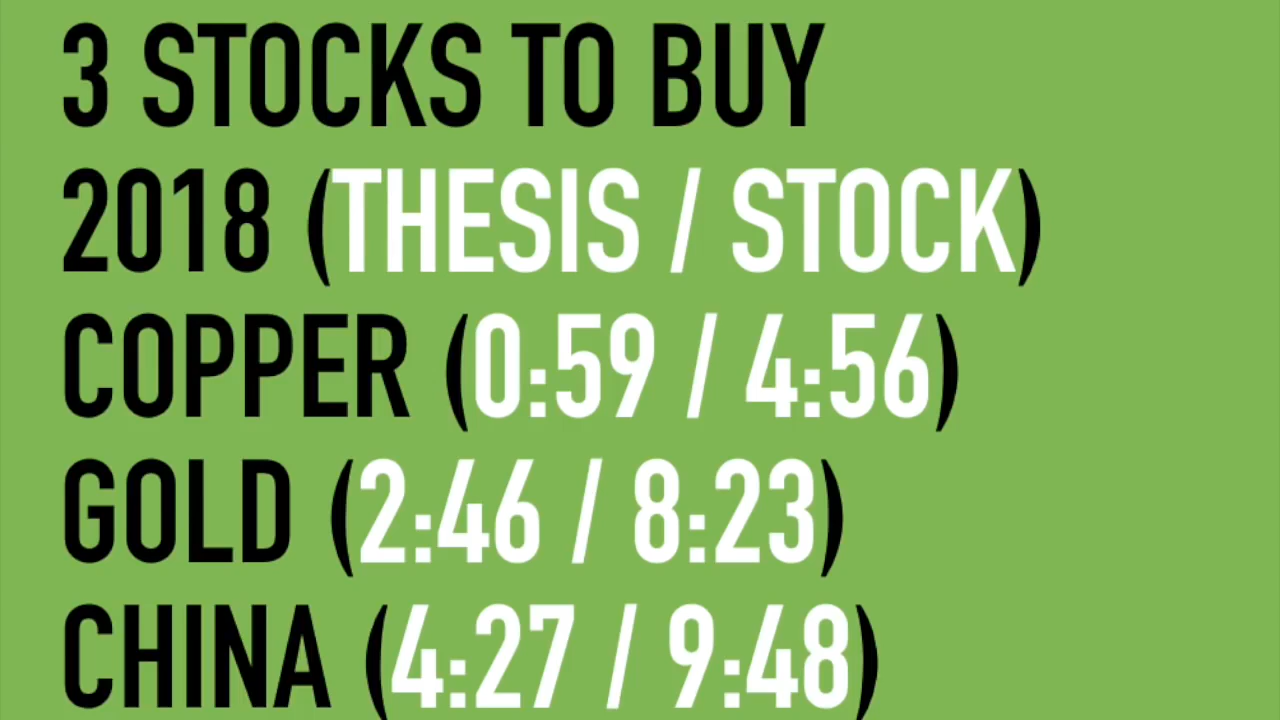 3 STOCKS TO BUY
2018 (THESIS / STOCK)
COPPER (0:59 / 4:56)
GOLD (2:46 / 8:23)
CHINA (4:27 / 9:48)